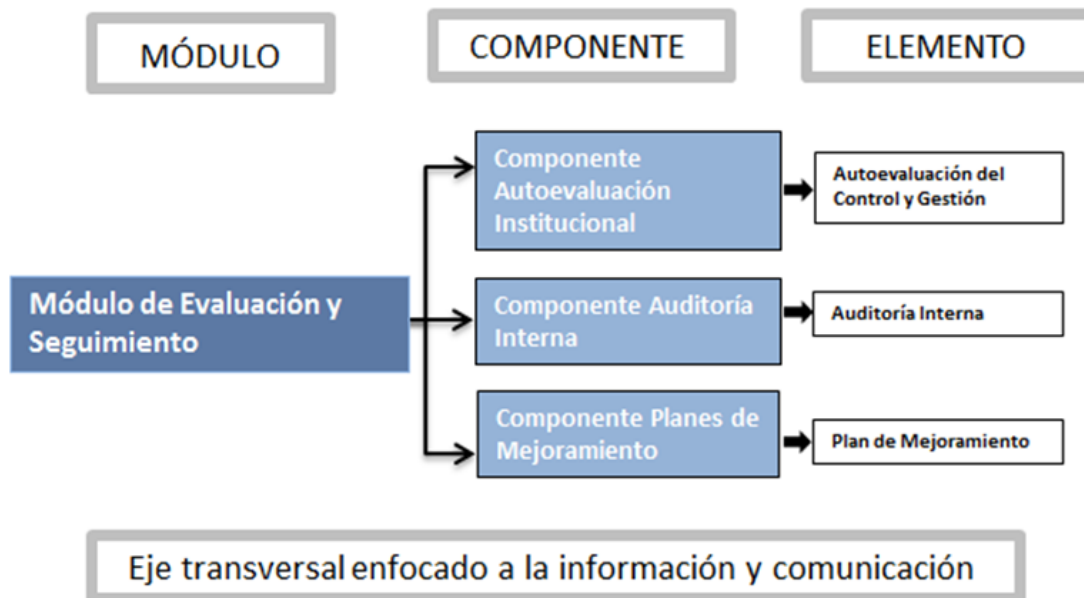 MÓDULO
COMPONENTE
ELEMENTO
Componente
Autoevaluación
Institucional
Autoevaluación del
Control y Gestión
Módulo de Evaluación y
Seguimiento
Componente Auditoría
Interna
Auditoría Interna
Componente Planes de
Mejoramiento
Plan de Mejoramiento
Eje transversal enfocado a la información y comunicación